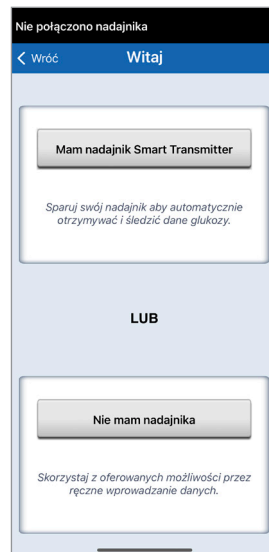 Nie połączono nadajnika
Wróć
Witaj
Mam nadajnik Smart Transmitter
Sparuj swój nadajnik aby automatycznie
otrzymywać i śledzić dane glukozy.
LUB
Nie mam nadajnika
Skorzystaj z oferowanych możliwości przez
ręczne wprowadzanie danych.